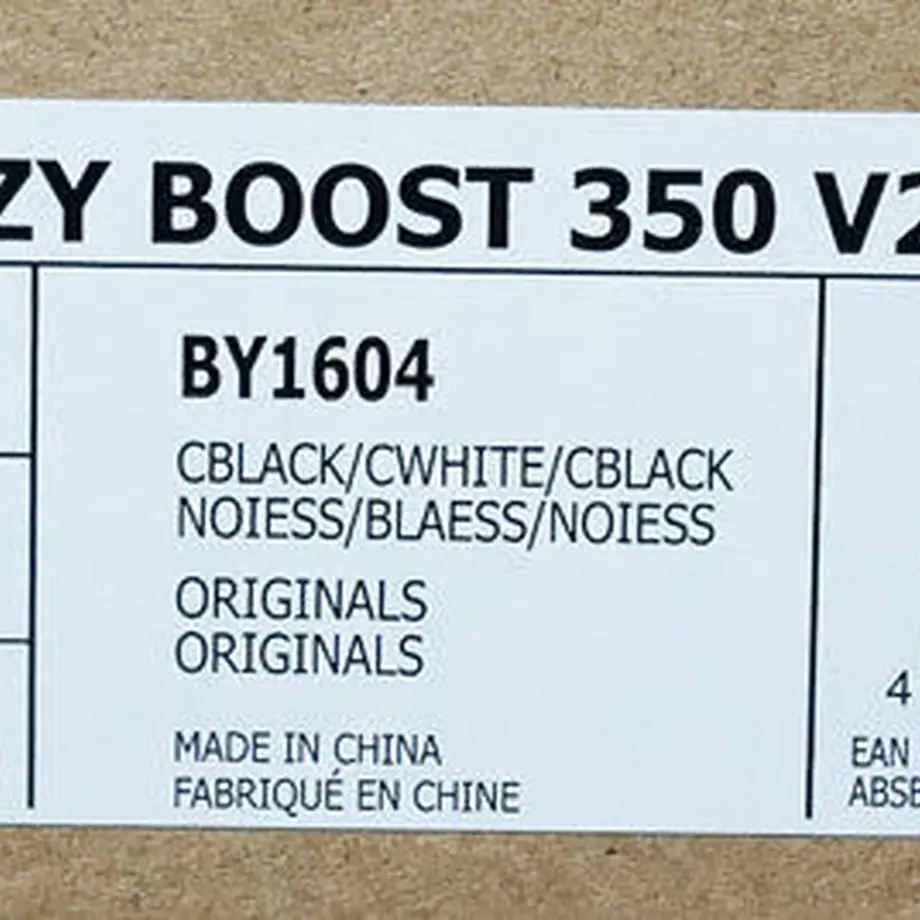 ZY BOOST 350 V2
BY1604
CBLACK/CWHITE/CBLACK
NOIESS/BLAESS/NOIESS
ORIGINALS
ORIGINALS
MADE IN CHINA
FABRIQUÉ EN CHINE
4
EAN
ABSE